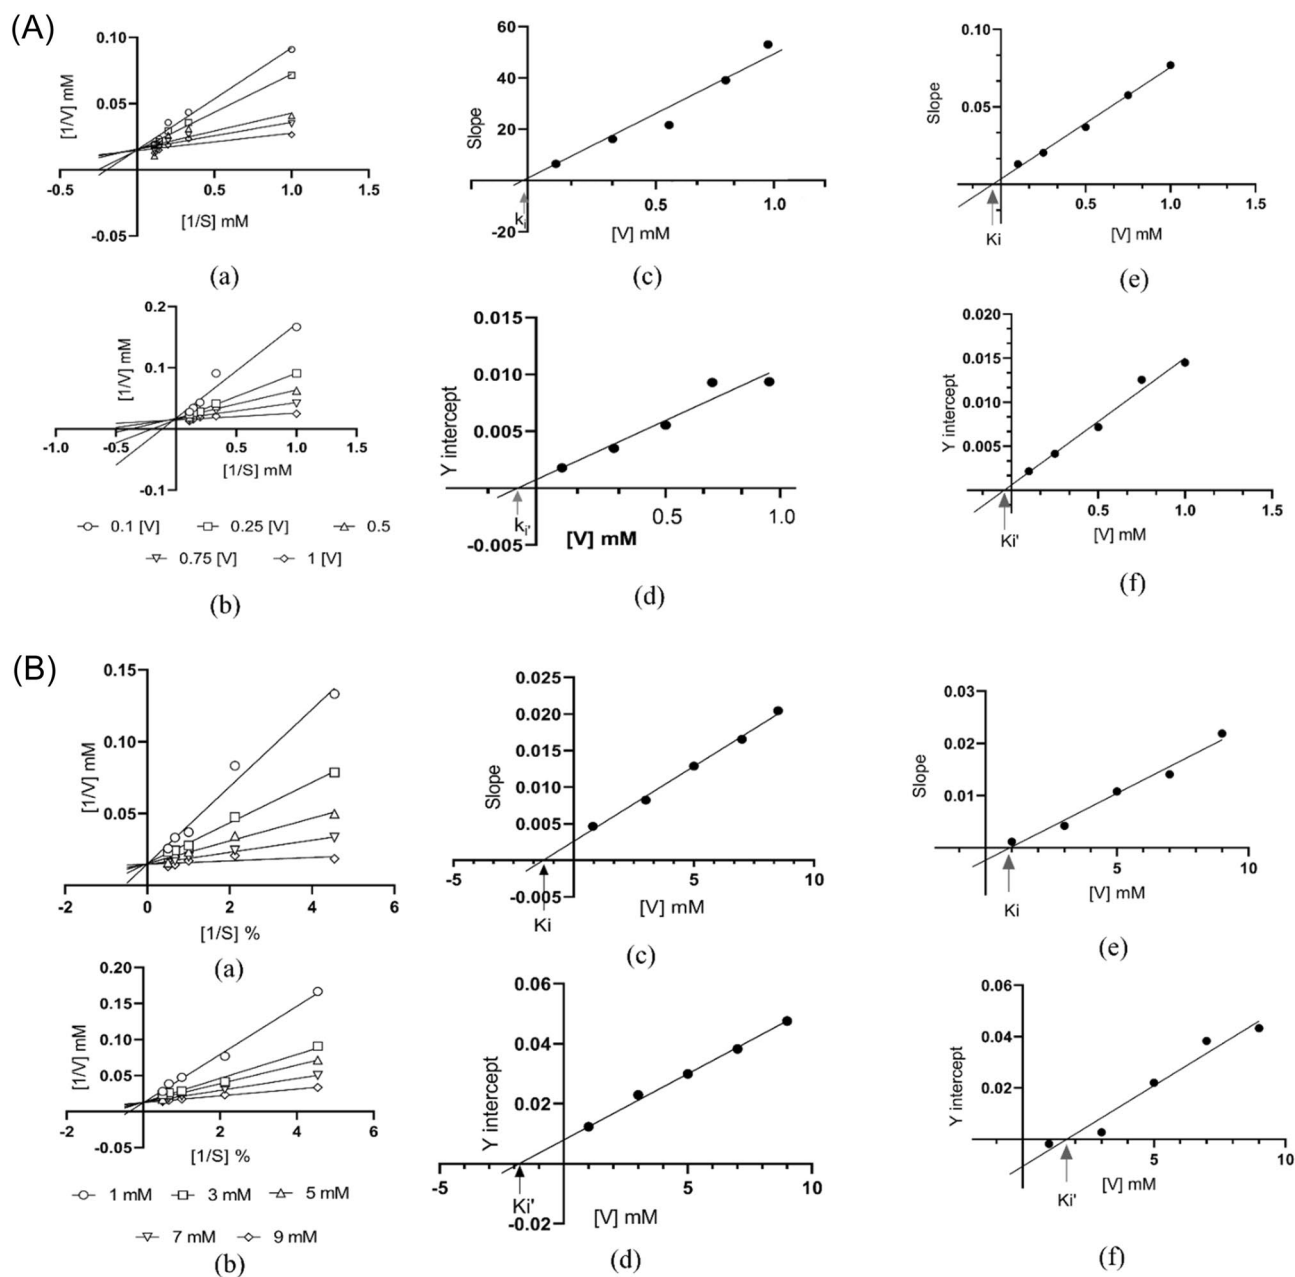 (A)
0.10
0.05
-0.05
-0.5
0.5
1.0
1.5
[1/V] mM
[1/S] mM
(a)
60
40
20
-20
0.5
1.0
Slope
ki
[V] mM
(c)
0.10
0.05
0.5
1.0
1.5
Slope
Ki
[V] mM
(e)
0.2
0.1
-0.1
-1.0
-0.5
0.5
1.0
1.5
[1/V] mM
[1/S] mM
0.1 [V]
0.25 [V]
0.5
0.75 [V]
1 [V]
(b)
0.015
0.010
0.005
-0.005
0.5
1.0
Y intercept
ki'
[V] mM
(d)
0.020
0.015
0.010
0.005
0.5
1.0
1.5
Y intercept
Ki'
[V] mM
(f)
(B)
0.15
0.10
0.05
-2
0
2
4
6
[1/V] mM
[1/S] %
(a)
0.025
0.020
0.015
0.010
0.005
-0.005
-5
5
10
Slope
Ki
[V] mM
(c)
0.03
0.02
0.01
5
10
Slope
Ki
[V] mM
(e)
0.20
0.15
0.10
0.05
-0.05
-2
2
4
6
[1/V] mM
[1/S] %
1 mM
3 mM
5 mM
7 mM
9 mM
(b)
0.06
0.04
0.02
-0.02
-5
5
10
Y intercept
Ki'
[V] mM
(d)
0.06
0.04
0.02
5
10
Y intercept
Ki'
[V] mM
(f)